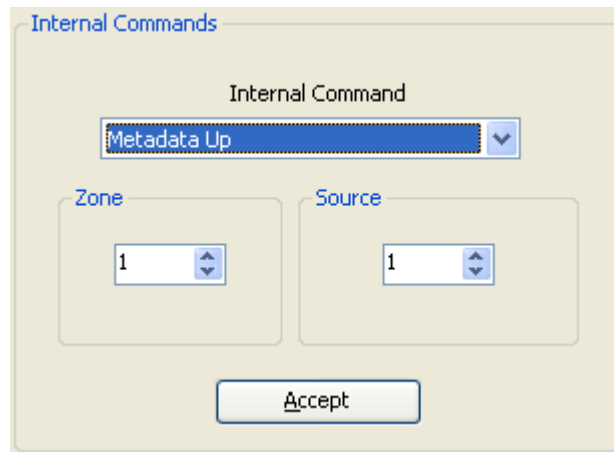 Internal Commands
Internal Command
Metadata Up
Zone
Source
1
1
Accept